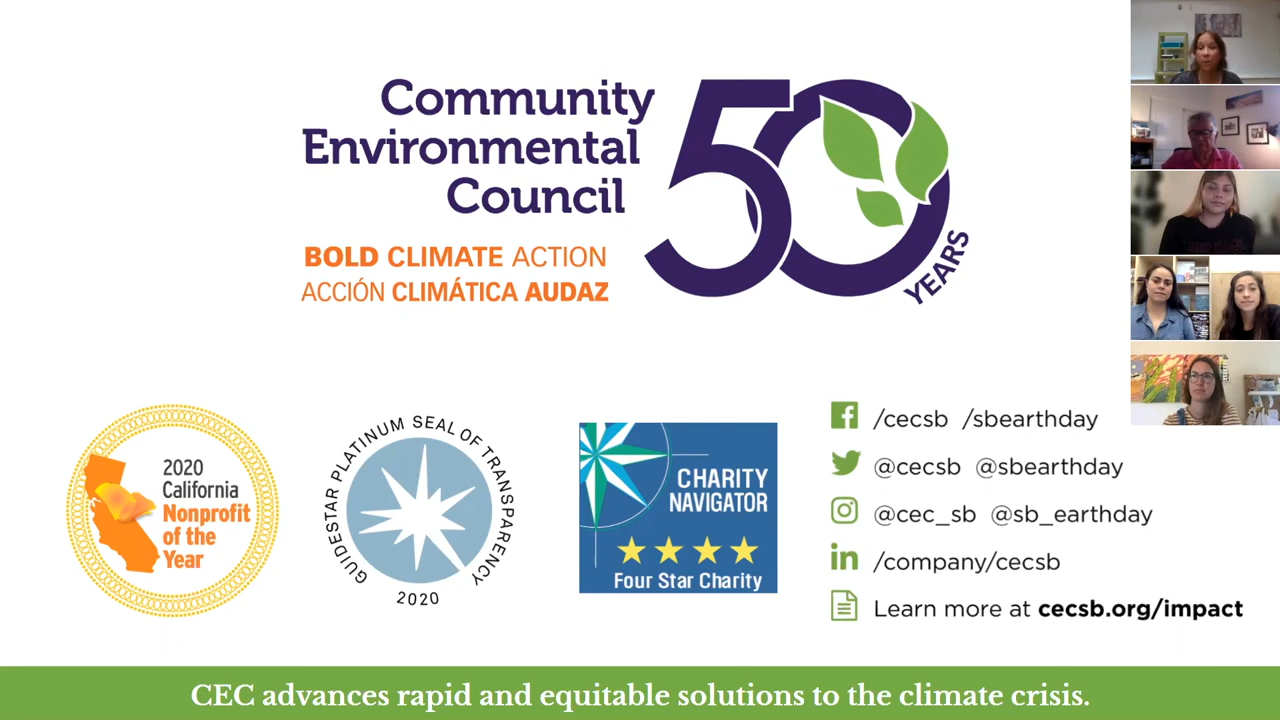 Community
Environmental
Council
50
YEARS
BOLD CLIMATE ACTION
ACCIÓN CLIMÁTICA AUDAZ
2020
California
Nonprofit
of the
Year
GUIDESTAR PLATINUM SEAL OF TRANSPARENCY
2020
CHARITY
NAVIGATOR
Four Star Charity
/cecsb /sbearthday
@cecsb @sbearthday
@cec_sb @sb_earthday
/company/cecsb
Learn more at cecsb.org/impact
CEC advances rapid and equitable solutions to the climate crisis.